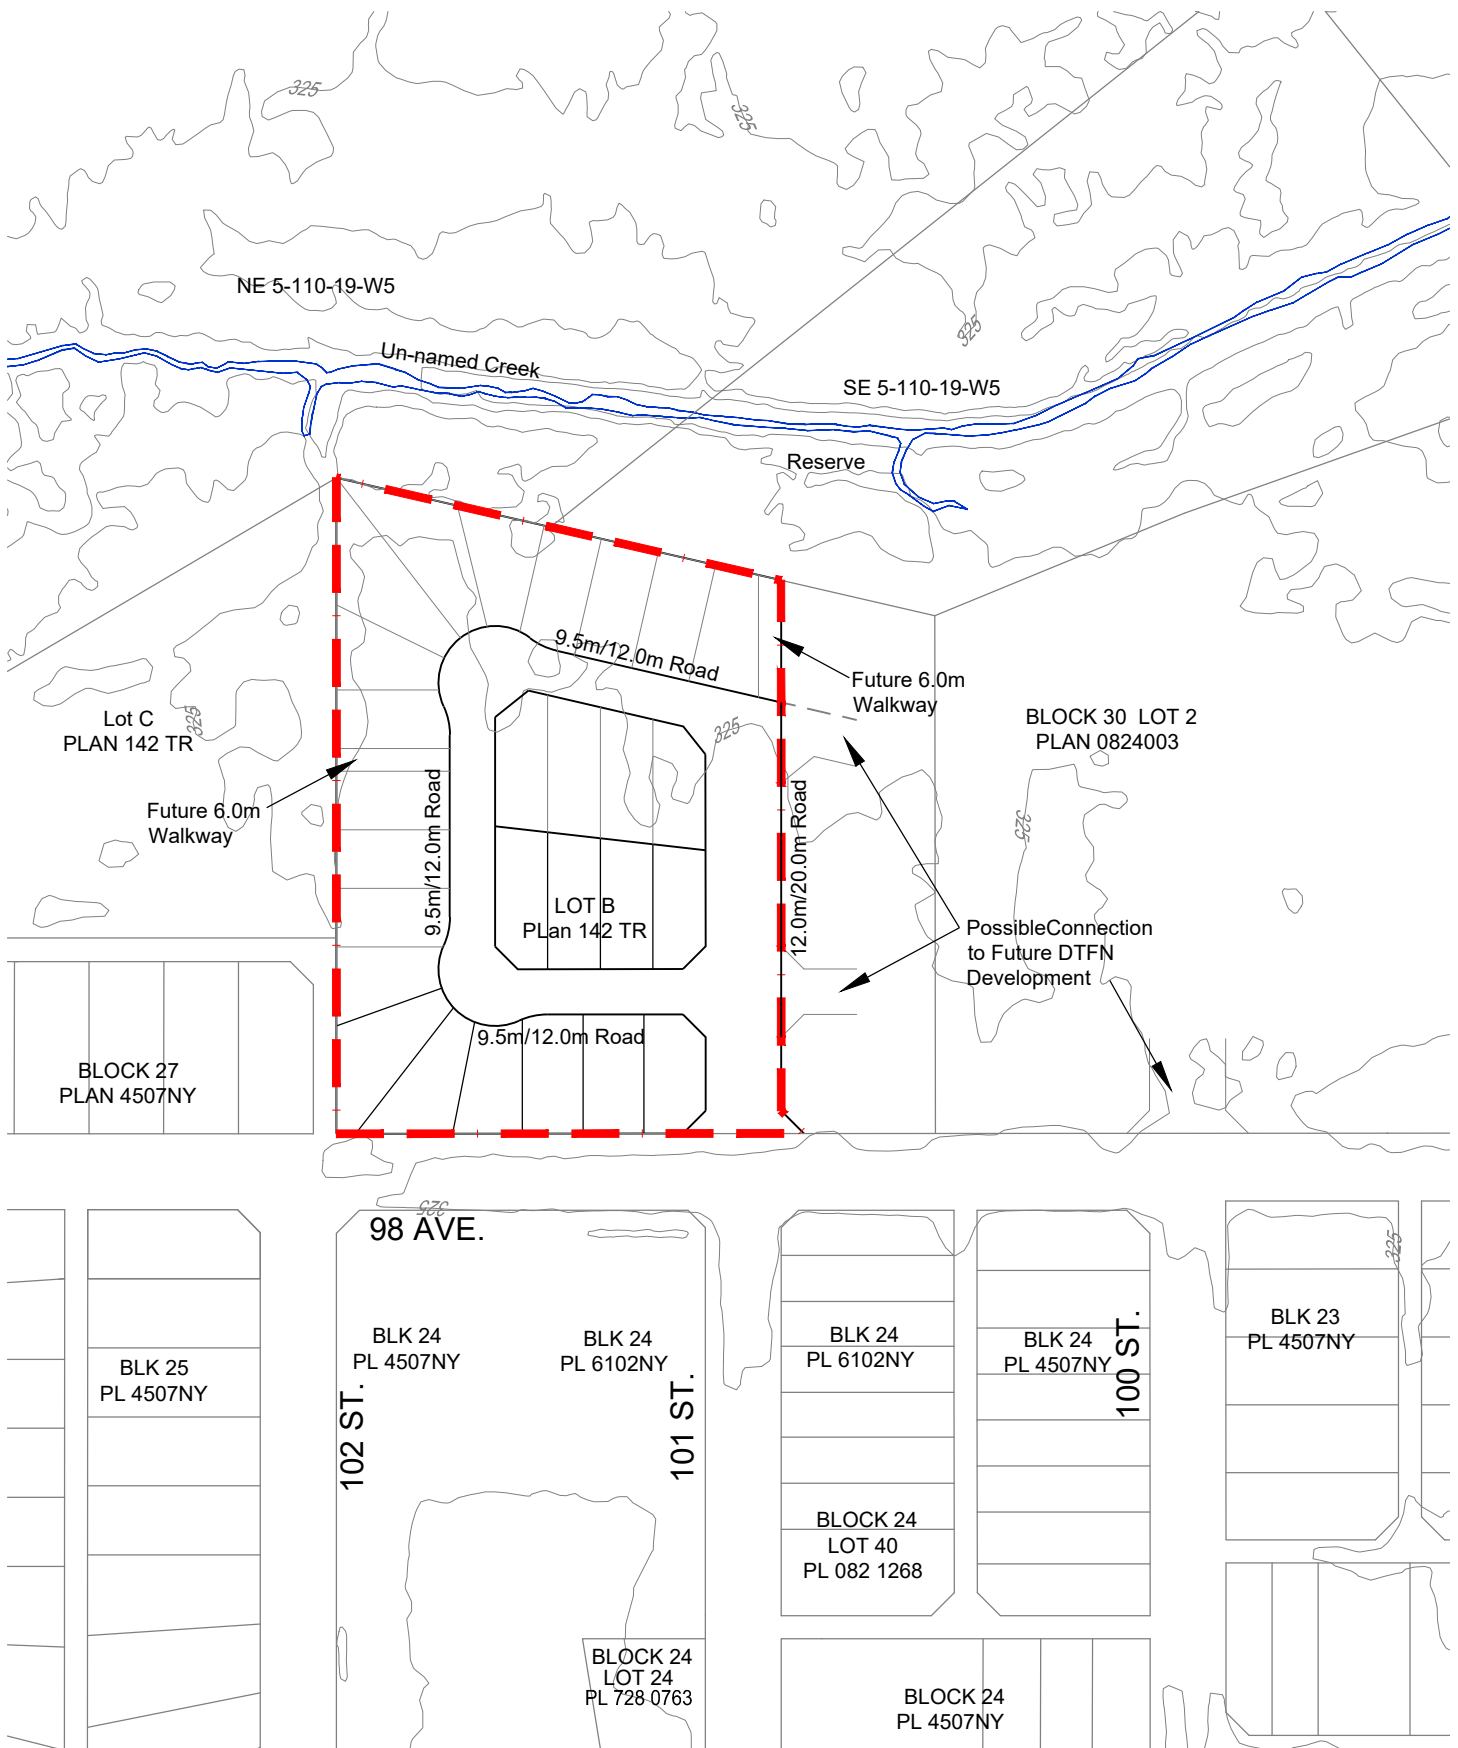 325
325
NE 5-110-19-W5
325
Un-named Creek
SE 5-110-19-W5
Reserve
9.5m/12.0m Road
Future 6.0m
Walkway
Lot C
PLAN 142 TR
325
325
BLOCK 30 LOT 2
PLAN 0824003
Future 6.0m
Walkway
9.5m/12.0m Road
12.0m/20.0m Road
325
LOT B
PLan 142 TR
PossibleConnection
to Future DTFN
Development
9.5m/12.0m Road
BLOCK 27
PLAN 4507NY
325
98 AVE.
325
BLK 25
PL 4507NY
BLK 24
PL 4507NY
BLK 24
PL 6102NY
BLK 24
PL 6102NY
BLK 24
PL 4507NY
BLK 23
PL 4507NY
102 ST.
101 ST.
100 ST.
BLOCK 24
LOT 40
PL 082 1268
BLOCK 24
LOT 24
PL 728 0763
BLOCK 24
PL 4507NY